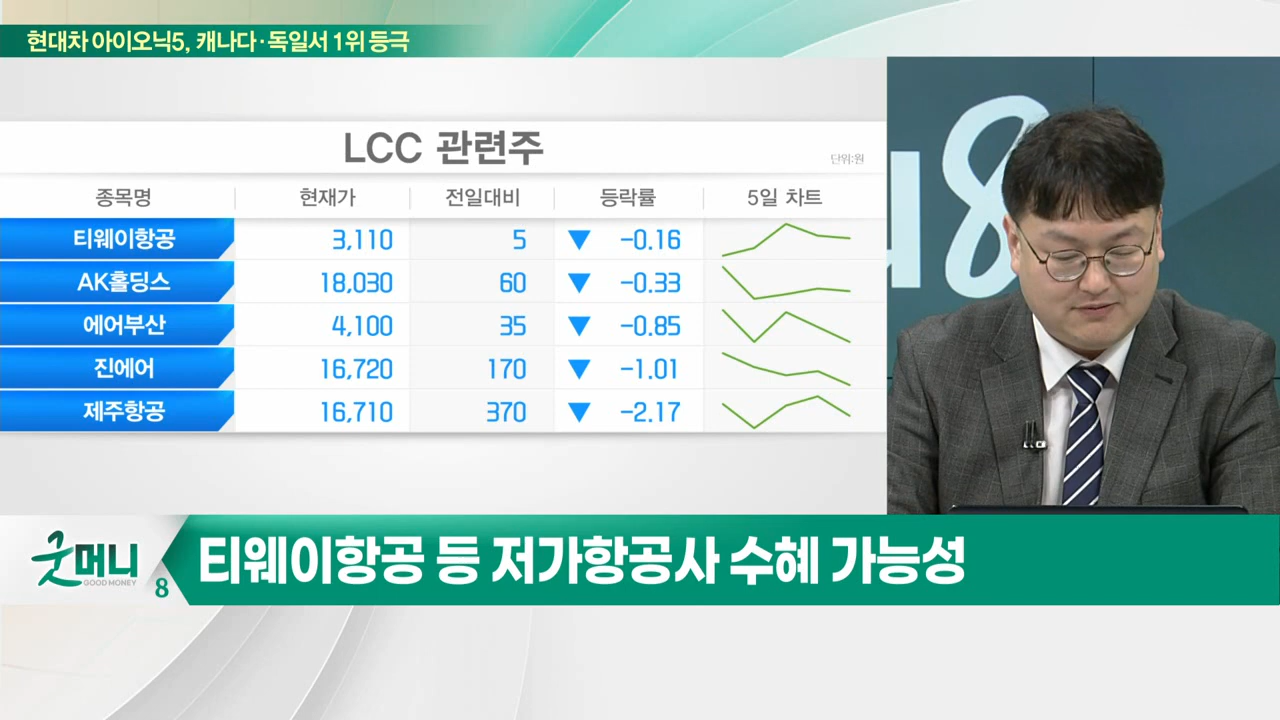 현대차 아이오닉5, 캐나다·독일서 1위 등극
LCC 관련주
단위:원
종목명 현재가 전일대비 등락률 5일 차트
티웨이항공 3,110 5 ▼ -0.16
AK홀딩스 18,030 60 ▼ -0.33
에어부산 4,100 35 ▼ -0.85
진에어 16,720 170 ▼ -1.01
제주항공 16,710 370 ▼ -2.17
8
굿머니
GOOD MONEY
8
티웨이항공 등 저가항공사 수혜 가능성